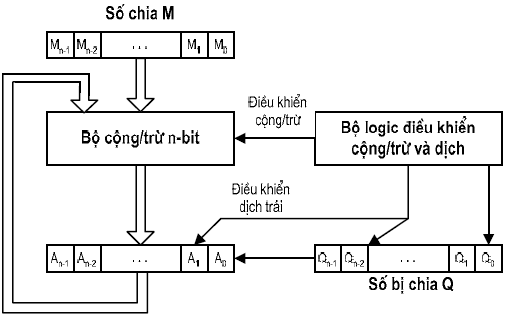 Số chia M
Mn-1 Mn-2 ... M1 M0
Điều khiển
cộng/trừ
Bộ cộng/trừ n-bit
Bộ logic điều khiển
cộng/trừ và dịch
Điều khiển
dịch trái
An-1 An-2 ... A1 A0
Qn-1 Qn-2 ... Q1 Q0
Số bị chia Q